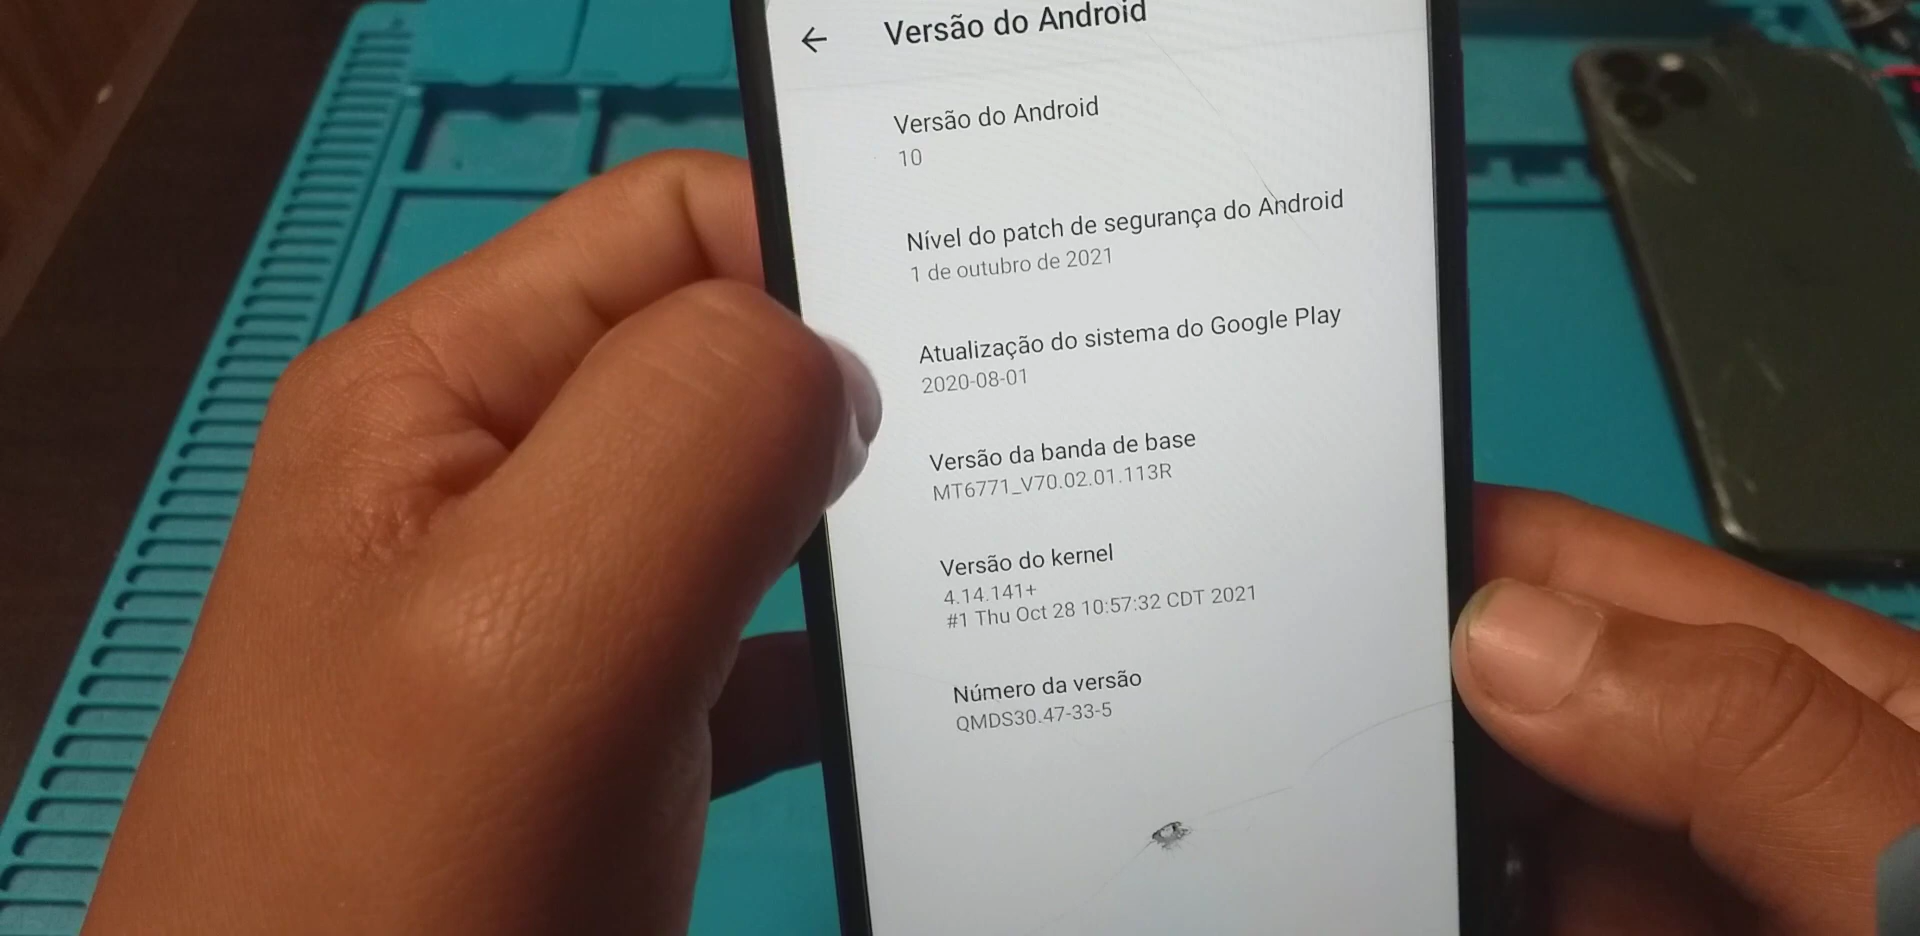 Versão do Android
Versão do Android
10
Nível do patch de segurança do Android
1 de outubro de 2021
Atualização do sistema do Google Play
2020-08-01
Versão da banda de base
MT6771_V70.02.01.113R
Versão do kernel
4.14.141+
#1 Thu Oct 28 10:57:32 CDT 2021
Número da versão
QMDS30.47-33-5